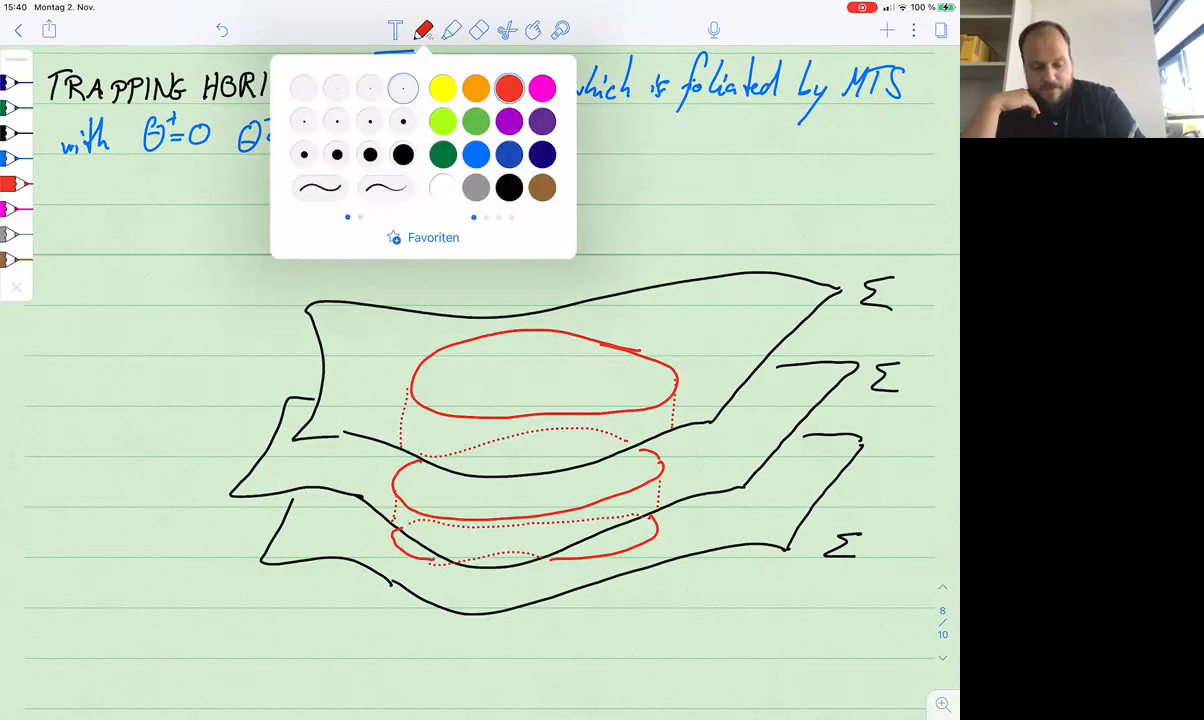 15:40 Montag 2. Nov.
100 %
T
TRAPPING HORI which is foliated by MTS
with θ⁺=0 θ
Favoriten
Σ
Σ
Σ
8
/
10